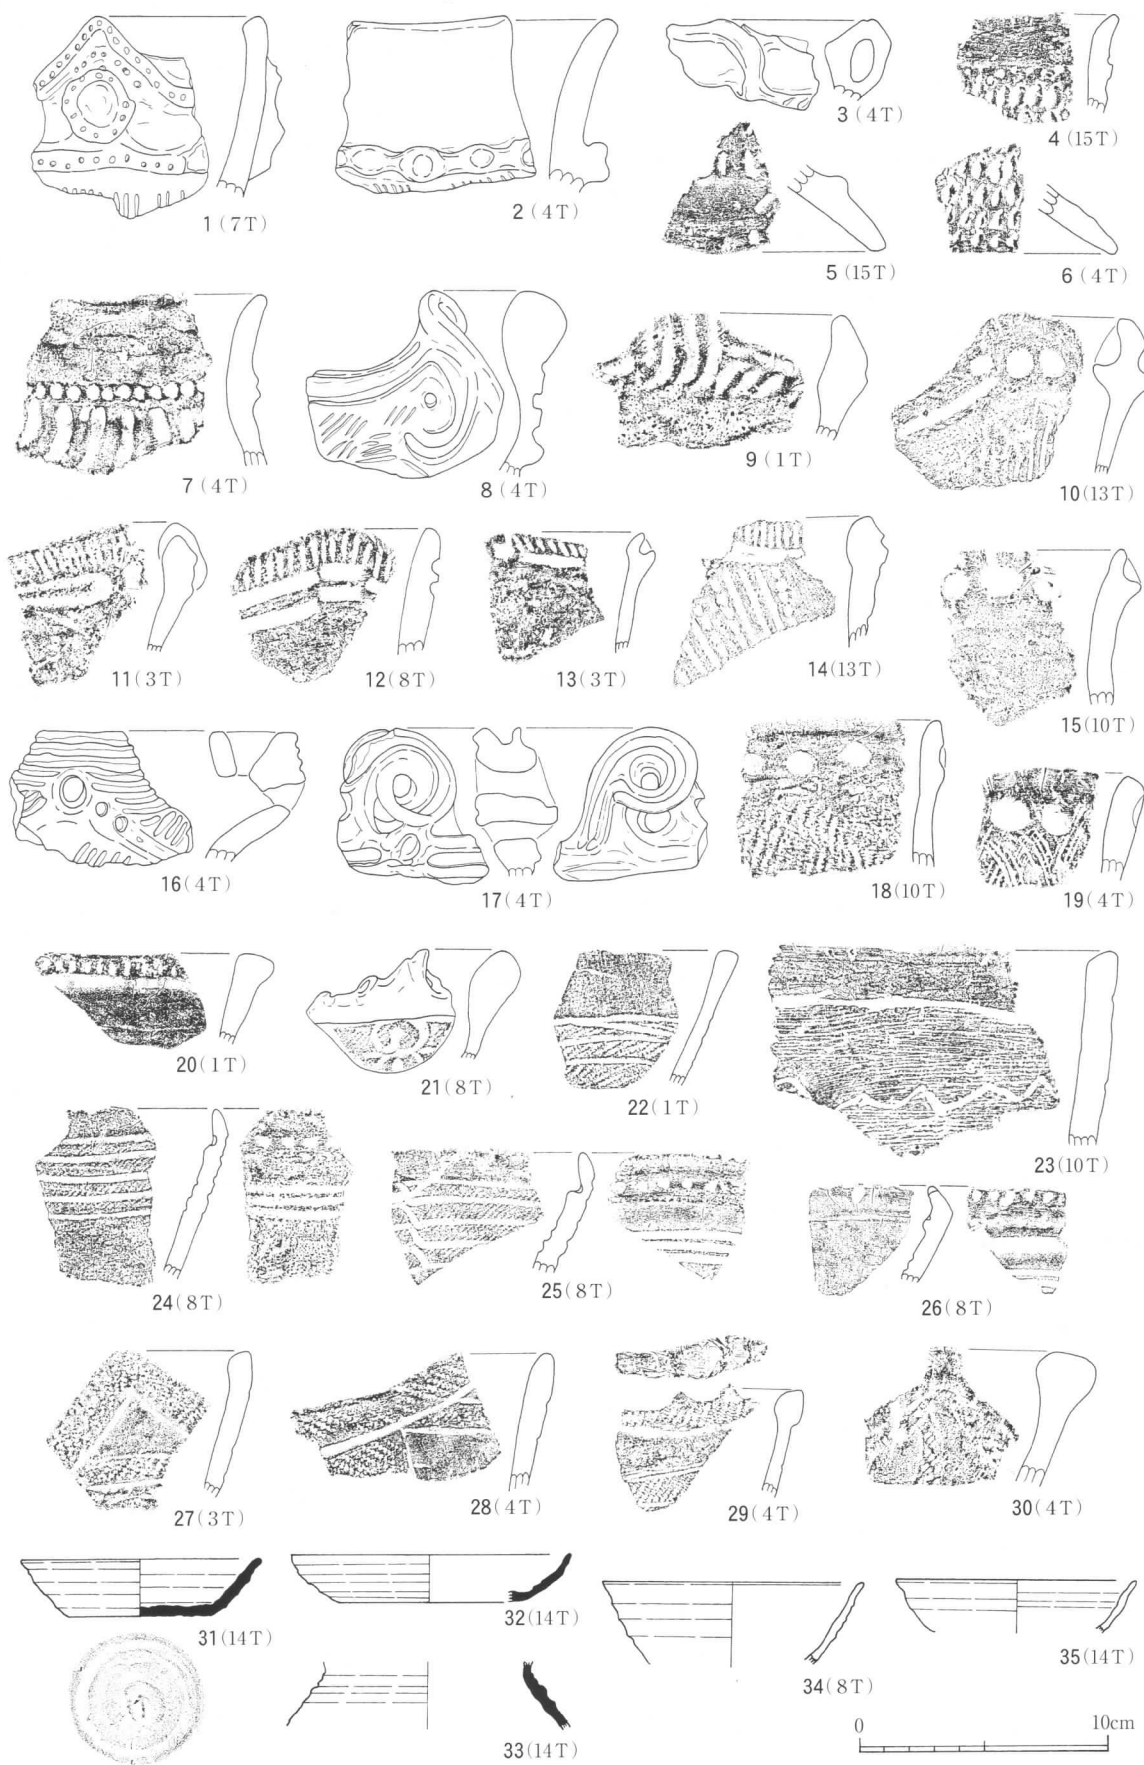 1 (7T)
2 (4T)
3 (4T)
4 (15T)
5 (15T)
6 (4T)
7 (4T)
8 (4T)
9 (1T)
10 (13T)
11 (3T)
12 (8T)
13 (3T)
14 (13T)
15 (10T)
16 (4T)
17 (4T)
18 (10T)
19 (4T)
20 (1T)
21 (8T)
22 (1T)
23 (10T)
24 (8T)
25 (8T)
26 (8T)
27 (3T)
28 (4T)
29 (4T)
30 (4T)
31 (14T)
32 (14T)
33 (14T)
34 (8T)
35 (14T)
0 10cm